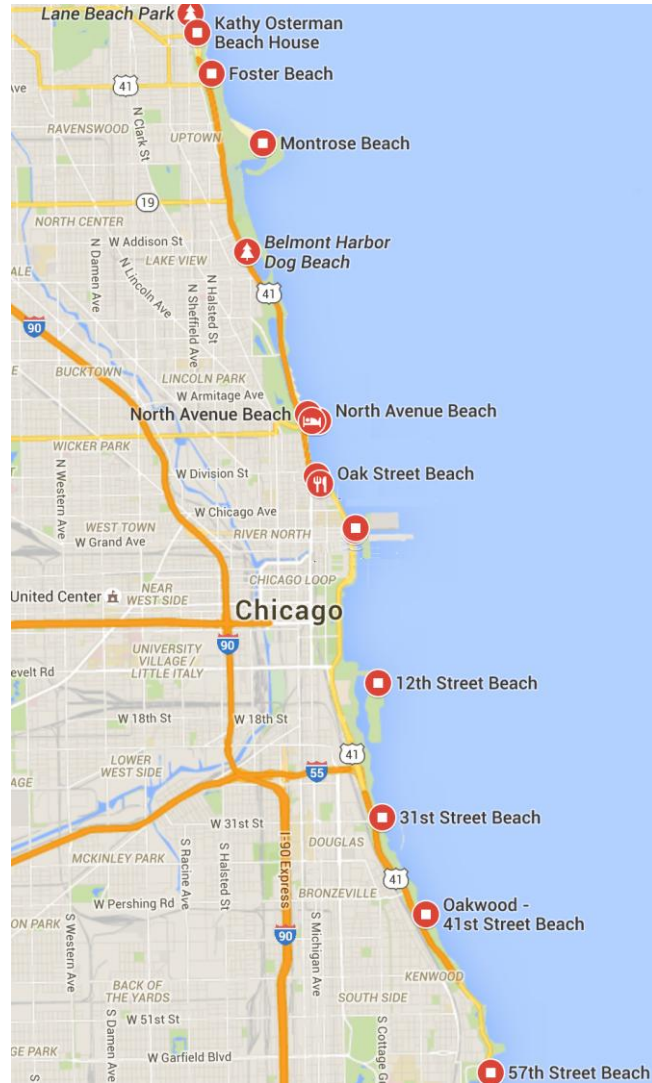 Lane Beach Park
Kathy Osterman
Beach House
Foster Beach
41
Ave
N Clark St
RAVENSWOOD
UPTOWN
Montrose Beach
19
NORTH CENTER
W Addison St
Belmont Harbor
Dog Beach
LAKE VIEW
N Damen Ave
N Lincoln Ave
N Halsted St
N Sheffield Ave
ALE
41
90
E
BUCKTOWN
LINCOLN PARK
W Armitage Ave
North Avenue Beach
North Avenue Beach
WICKER PARK
N Western Ave
W Division St
Oak Street Beach
W Chicago Ave
WEST TOWN
RIVER NORTH
W Grand Ave
CHICAGO LOOP
United Center
NEAR
WEST SIDE
Chicago
90
UNIVERSITY
VILLAGE /
LITTLE ITALY
evelt Rd
12th Street Beach
W 18th St
W 18th St
41
LOWER
WEST SIDE
55
AGE
31st Street Beach
W 31st St
DOUGLAS
S Racine Ave
S Halsted St
I-90 Express
MCKINLEY PARK
41
BRONZEVILLE
W Pershing Rd
Oakwood -
41st Street Beach
ON PARK
S Western Ave
90
S Michigan Ave
KENWOOD
BACK OF
THE YARDS
SOUTH SIDE
S Damen Ave
W 51st St
S Cottage G
GE PARK
W Garfield Blvd
57th Street Beach